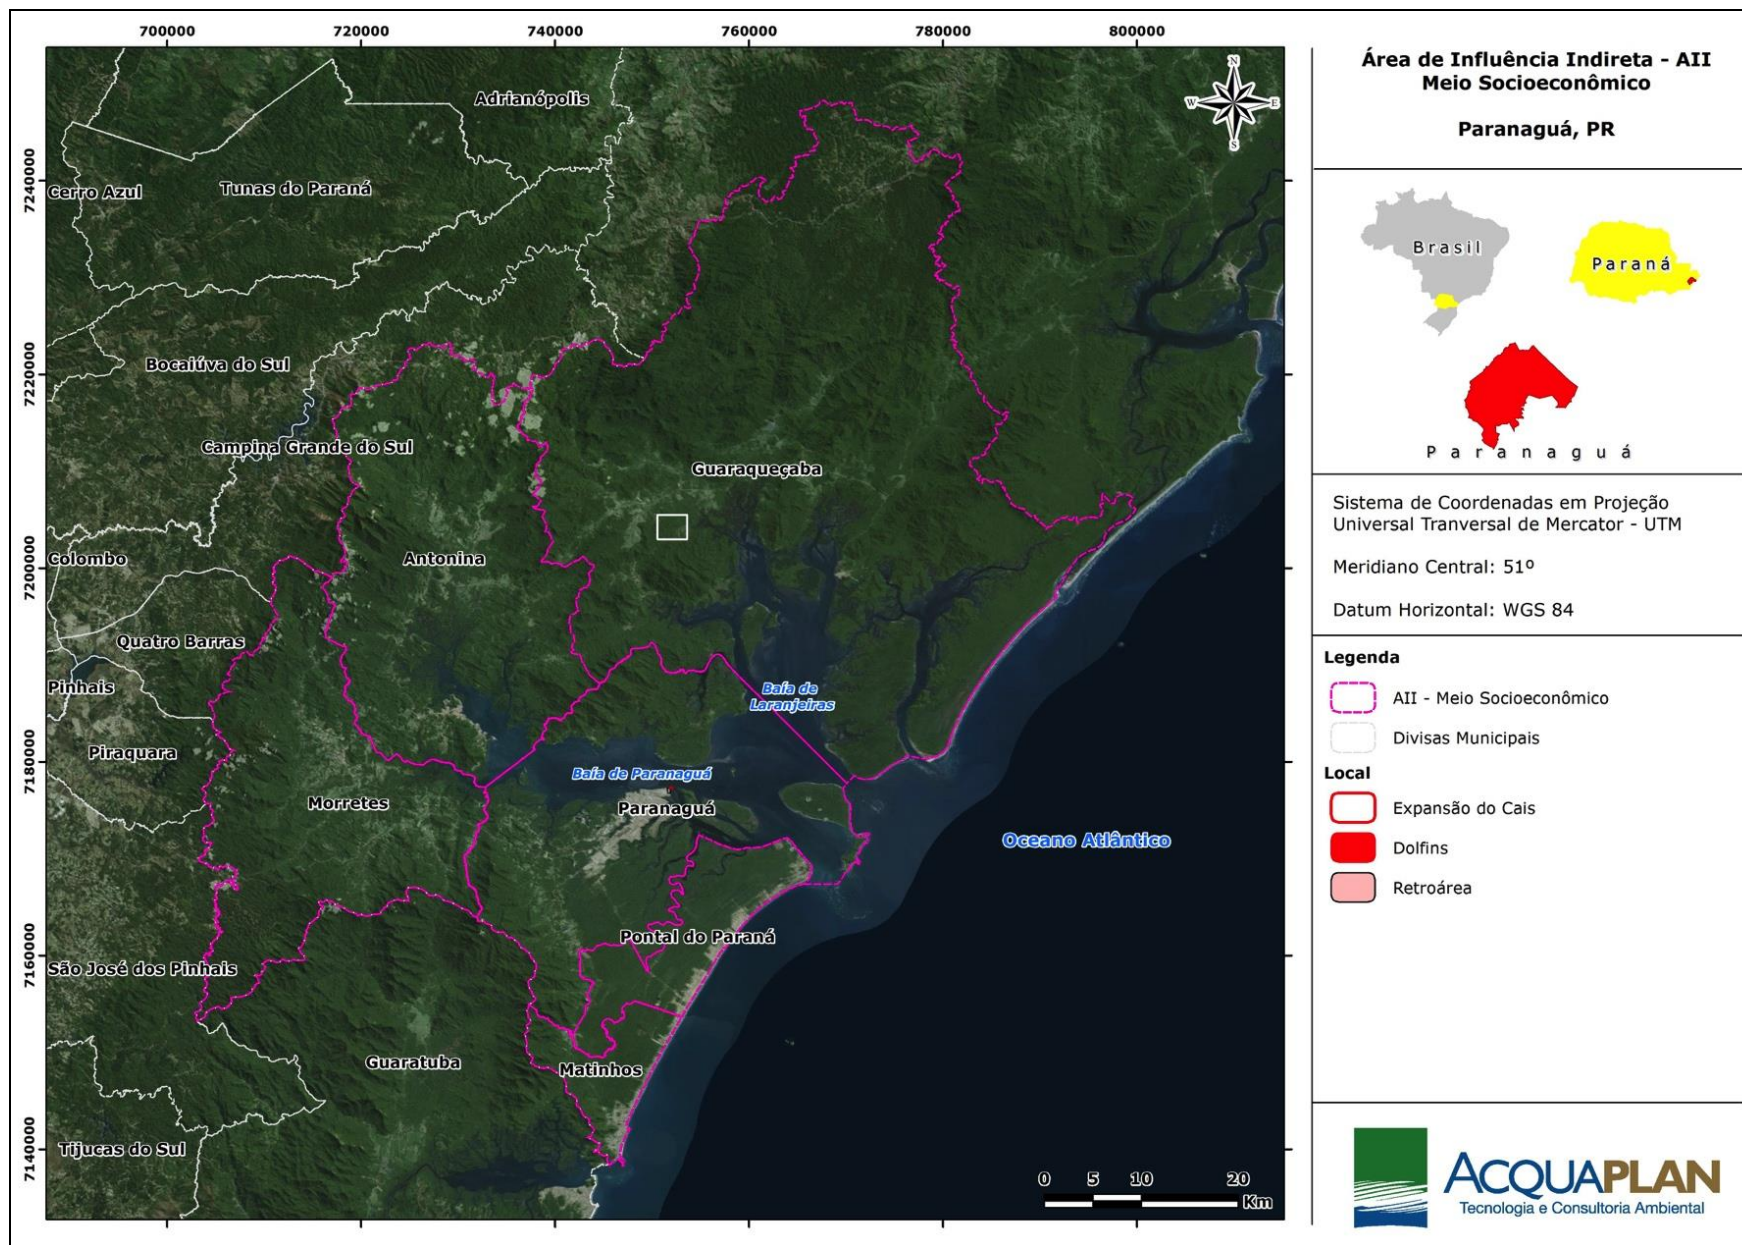 700000
720000
740000
760000
780000
800000
7240000
7220000
7200000
7180000
7160000
7140000
N
W
E
S
Adrianópolis
Cerro Azul
Tunas do Paraná
Bocaiúva do Sul
Campina Grande do Sul
Guaraqueçaba
Colombo
Antonina
Quatro Barras
Pinhais
Baía de
Laranjeiras
Piraquara
Baía de Paranaguá
Morretes
Paranaguá
Oceano Atlântico
Pontal do Paraná
São José dos Pinhais
Guaratuba
Matinhos
Tijucas do Sul
0 5 10 20
Km
Área de Influência Indireta - AII
Meio Socioeconômico
Paranaguá, PR
Brasil
Paraná
Paranaguá
Sistema de Coordenadas em Projeção
Universal Tranversal de Mercator - UTM
Meridiano Central: 51º
Datum Horizontal: WGS 84
Legenda
AII - Meio Socioeconômico
Divisas Municipais
Local
Expansão do Cais
Dolfins
Retroárea
ACQUAPLAN
Tecnologia e Consultoria Ambiental